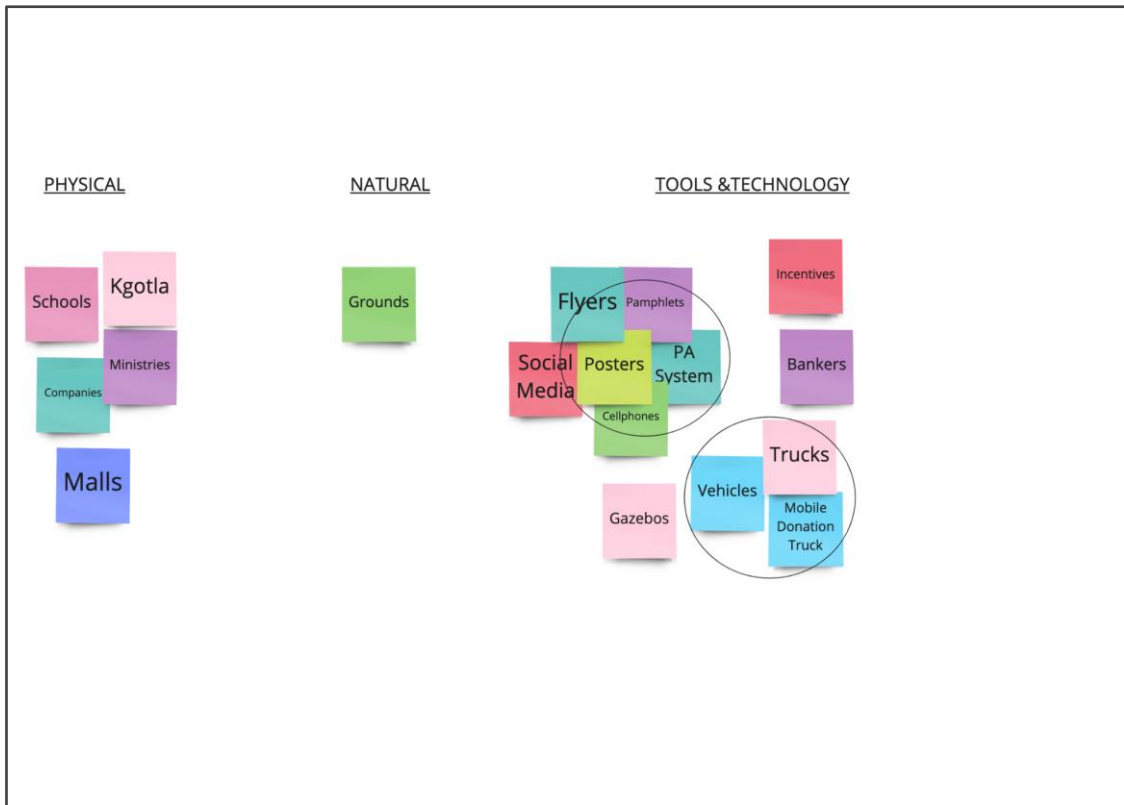 PHYSICAL
NATURAL
TOOLS &TECHNOLOGY
Schools
Kgotla
Ministries
Companies
Malls
Grounds
Flyers
Pamphlets
Social
Media
Posters
PA
System
Cellphones
Incentives
Bankers
Trucks
Vehicles
Mobile
Donation
Truck
Gazebos